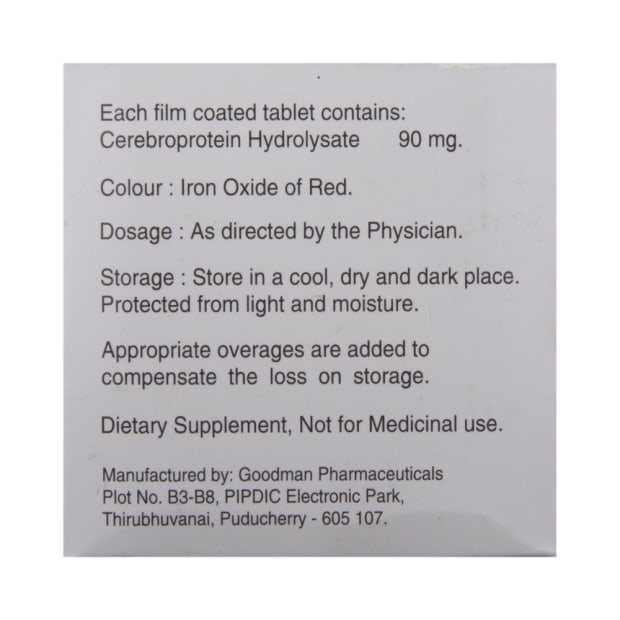 Each film coated tablet contains:
Cerebroprotein Hydrolysate 90 mg.
Colour : Iron Oxide of Red.
Dosage : As directed by the Physician.
Storage : Store in a cool, dry and dark place.
Protected from light and moisture.
Appropriate overages are added to
compensate the loss on storage.
Dietary Supplement, Not for Medicinal use.
Manufactured by: Goodman Pharmaceuticals
Plot No. B3-B8, PIPDIC Electronic Park,
Thirubhuvanai, Puducherry - 605 107.